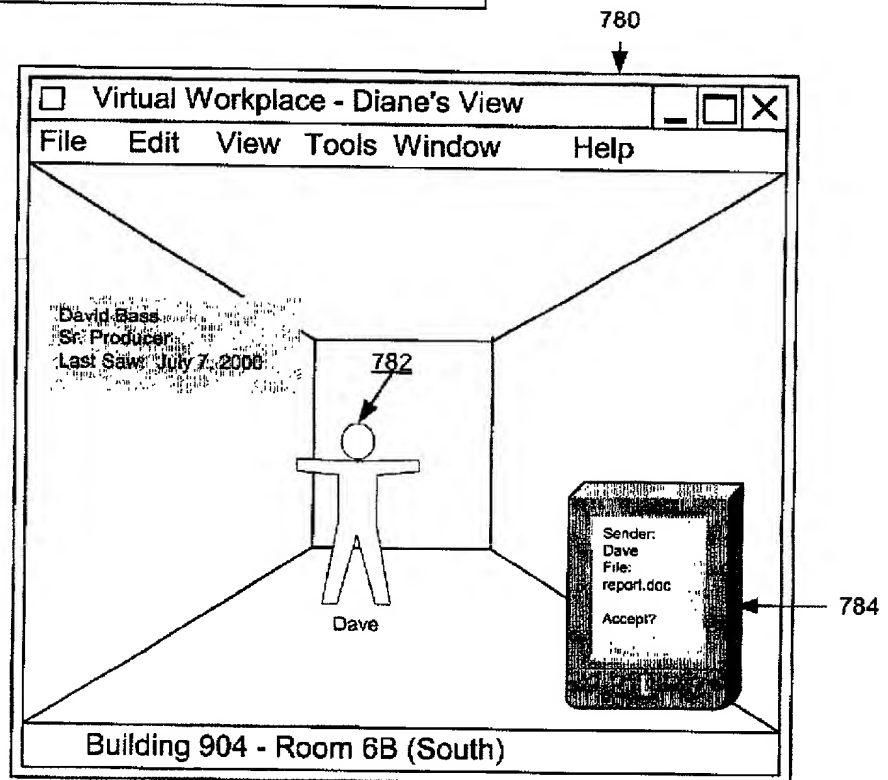 780
Virtual Workplace - Diane's View
File Edit View Tools Window Help
David Bass
Sr. Producer
Last Saw: July 7, 2000
782
Sender:
Dave
File:
report.doc
Accept?
784
Dave
Building 904 - Room 6B (South)